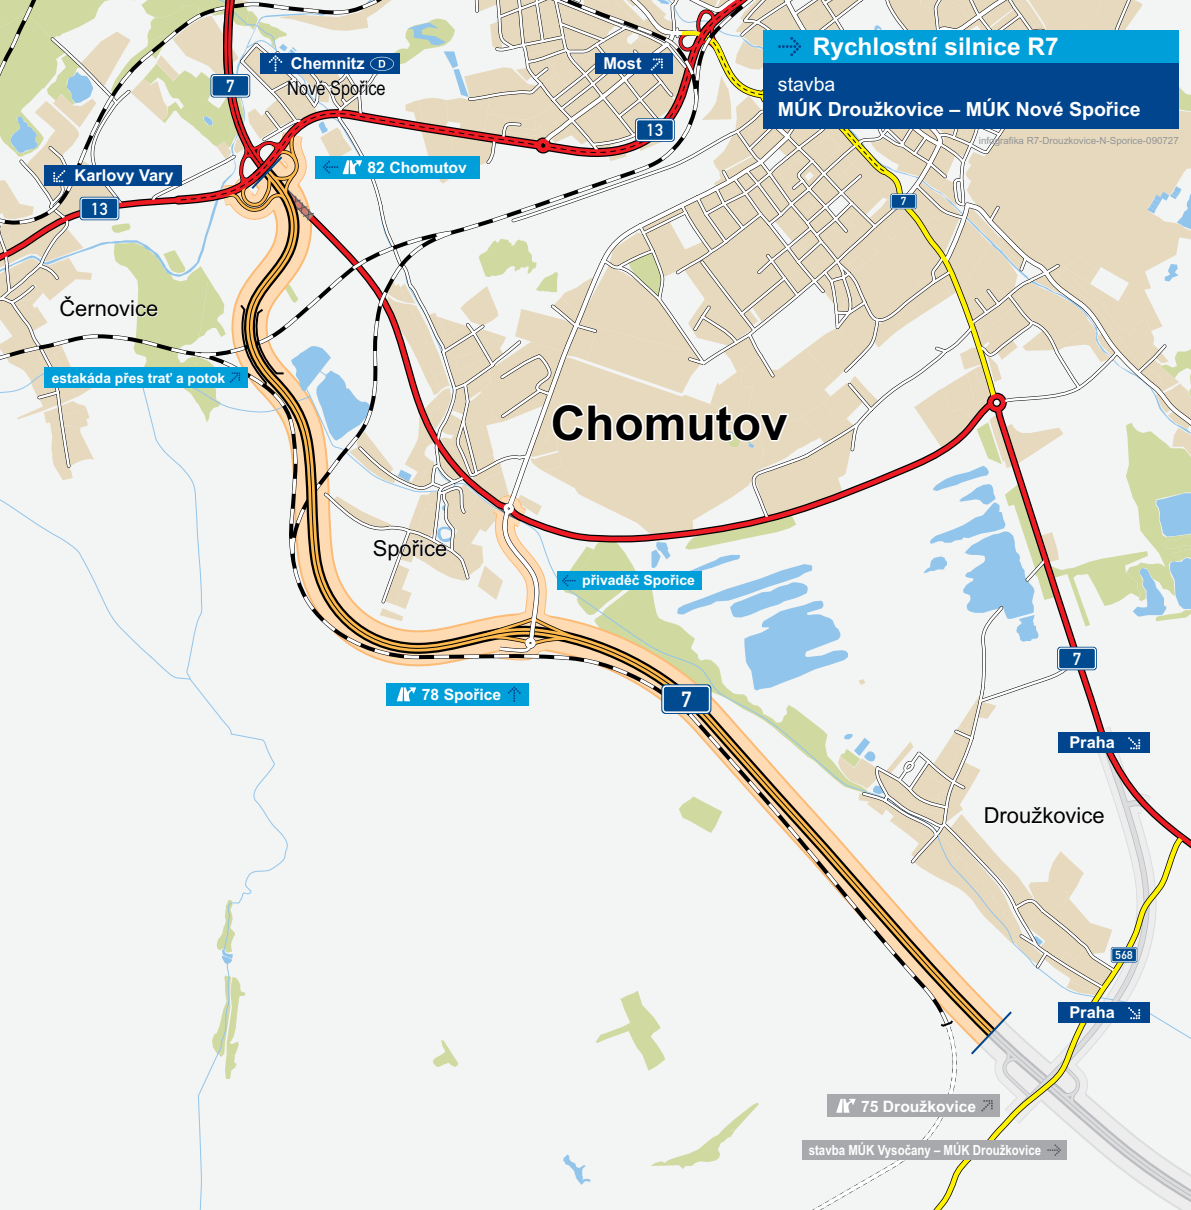 Rychlostní silnice R7
stavba
MÚK Droužkovice – MÚK Nové Spořice
infografika R7-Drouzkovice-N-Sporice-090727
Chemnitz D
Most
7
Nové Spořice
13
82 Chomutov
Karlovy Vary
13
7
Černovice
estakáda přes trať a potok
Chomutov
Spořice
přivaděč Spořice
7
78 Spořice
7
Praha
Droužkovice
568
Praha
75 Droužkovice
stavba MÚK Vysočany – MÚK Droužkovice